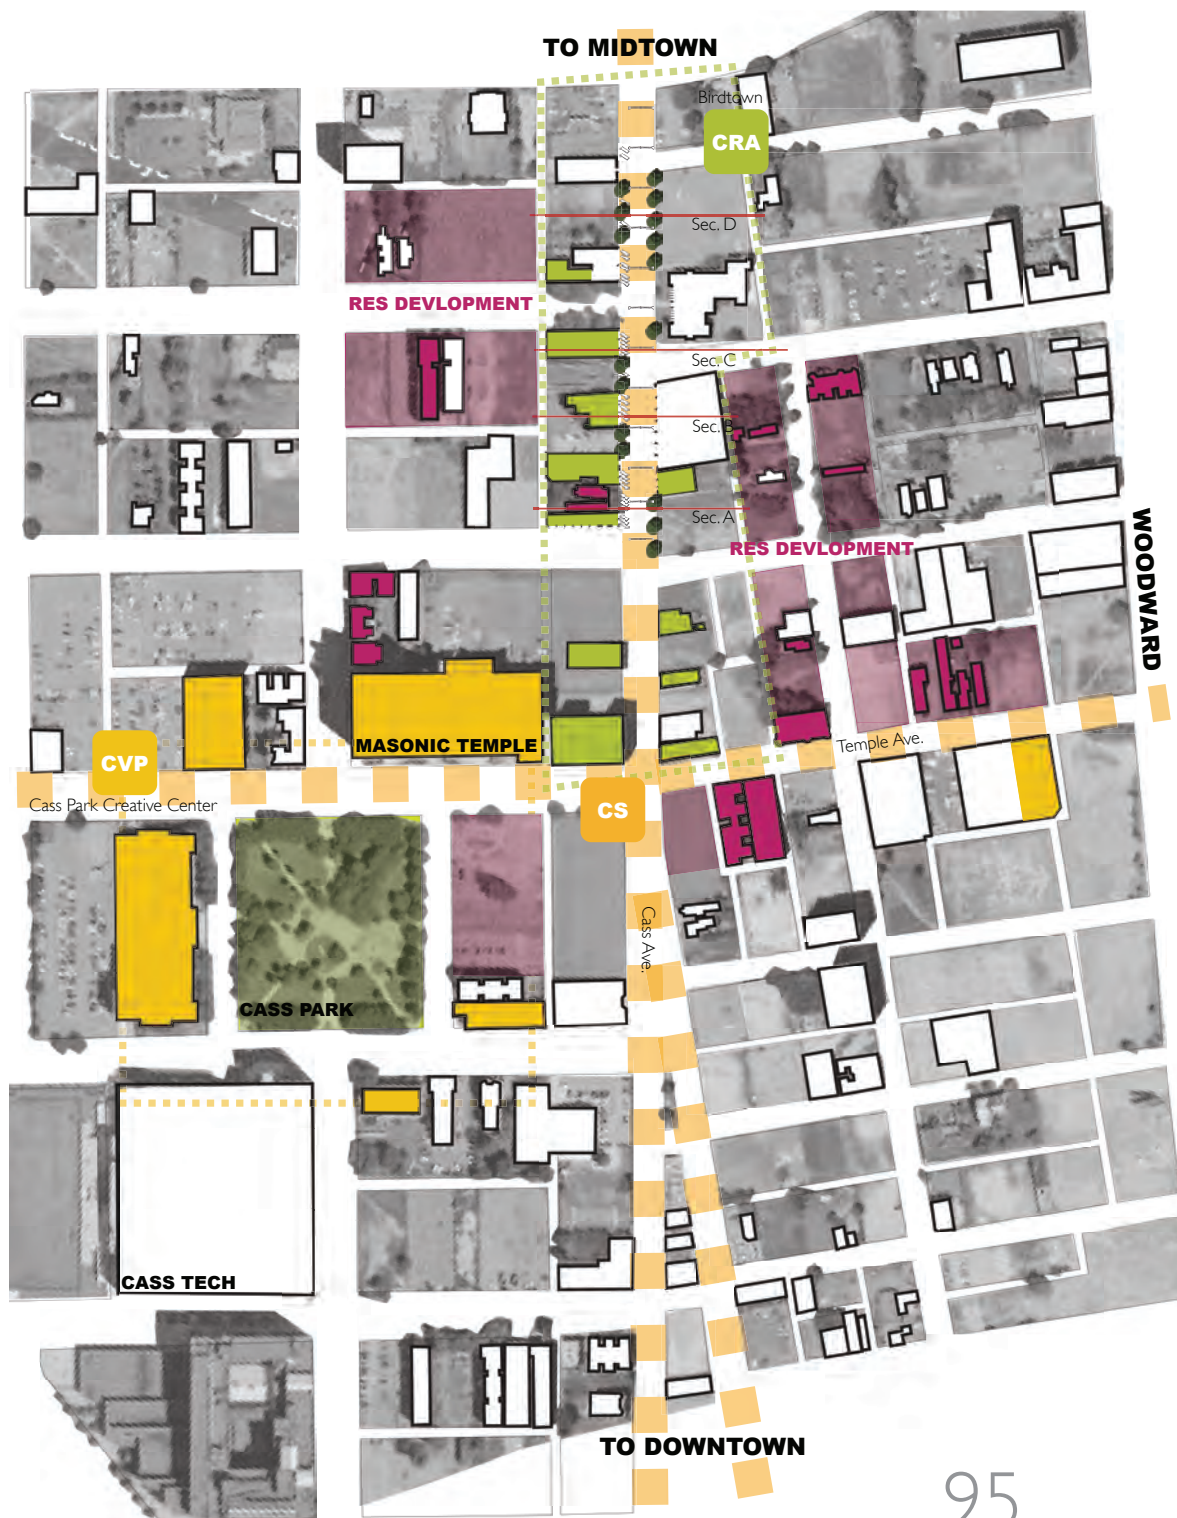 TO MIDTOWN
Birdtown
CRA
Sec. D
RES DEVLOPMENT
Sec. C
Sec. B
Sec. A
RES DEVLOPMENT
WOODWARD
MASONIC TEMPLE
Temple Ave.
CVP
Cass Park Creative Center
CS
Cass Ave.
CASS PARK
CASS TECH
TO DOWNTOWN
95